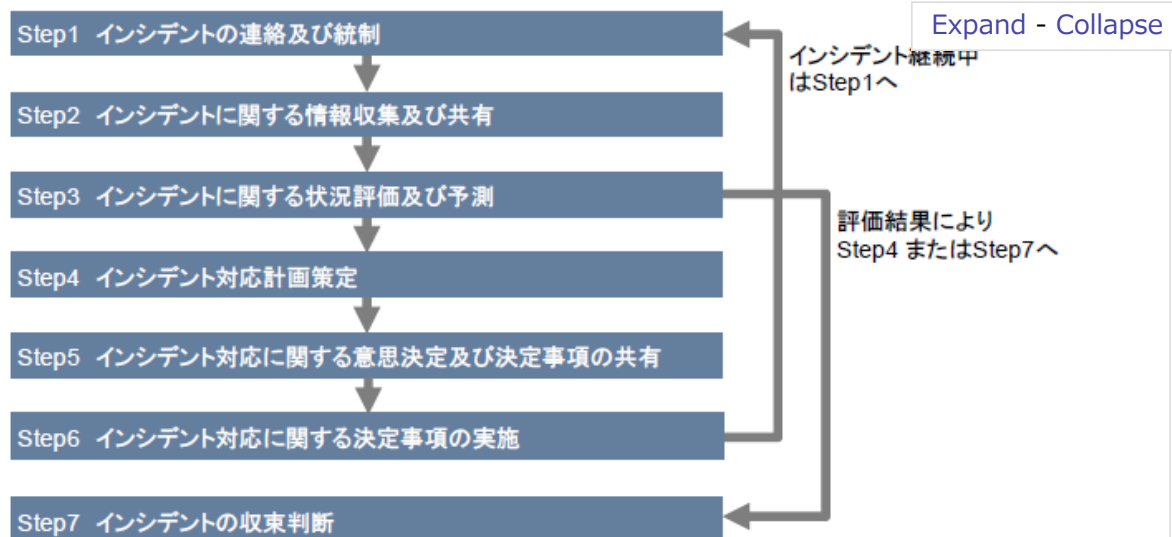 Step1 インシデントの連絡及び統制
Expand - Collapse
インシデント継続中
はStep1へ
Step2 インシデントに関する情報収集及び共有
Step3 インシデントに関する状況評価及び予測
評価結果により
Step4 またはStep7へ
Step4 インシデント対応計画策定
Step5 インシデント対応に関する意思決定及び決定事項の共有
Step6 インシデント対応に関する決定事項の実施
Step7 インシデントの収束判断